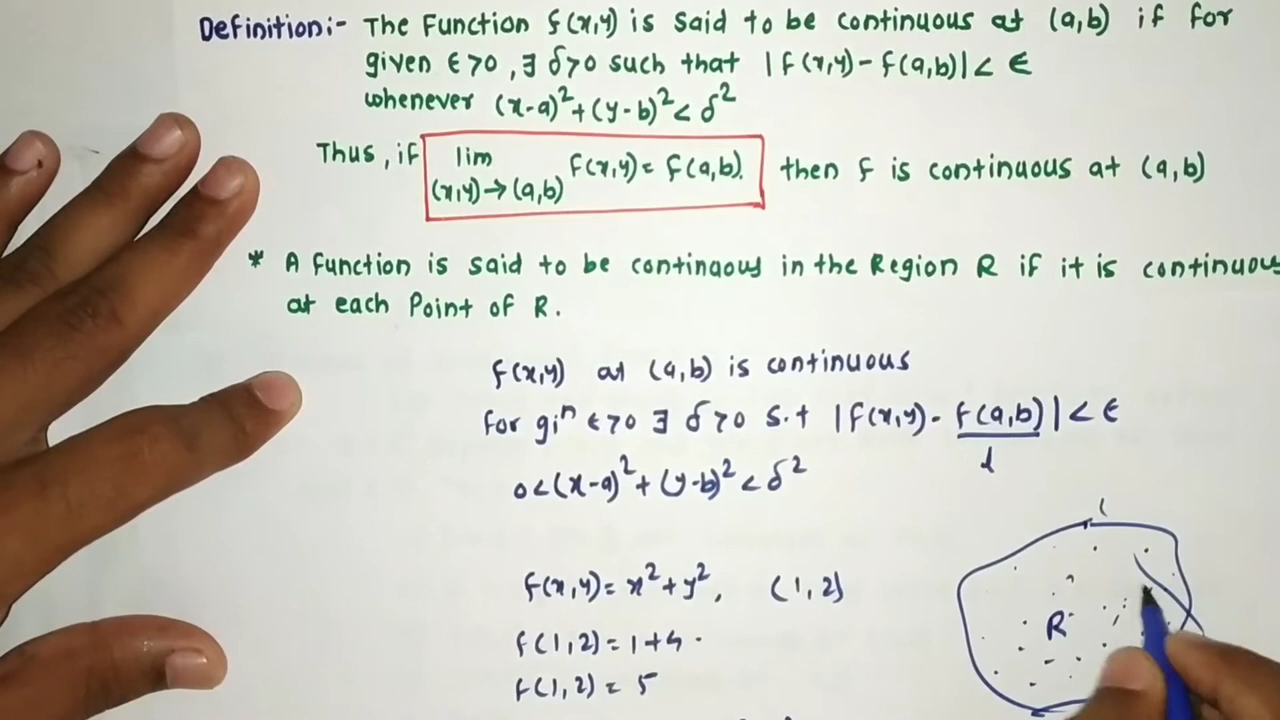 Definition:- The Function f(x,y) is said to be continuous at (a,b) if for
given ϵ>0, ∃ δ>0 such that |f(x,y)-f(a,b)|< ϵ
whenever (x-a)²+(y-b)²< δ²
Thus, if lim (x,y)→(a,b) f(x,y)= f(a,b). then f is continuous at (a,b)
* A function is said to be continuous in the Region R if it is continuous
at each Point of R.
f(x,y) at (a,b) is continuous
for giⁿ ϵ>0 ∃ δ>0 s.t |f(x,y)- f(a,b)|< ϵ
l
0<(x-a)²+(y-b)²< δ²
f(x,y)= x²+y², (1,2)
f(1,2)= 1+4.
f(1,2)= 5
R